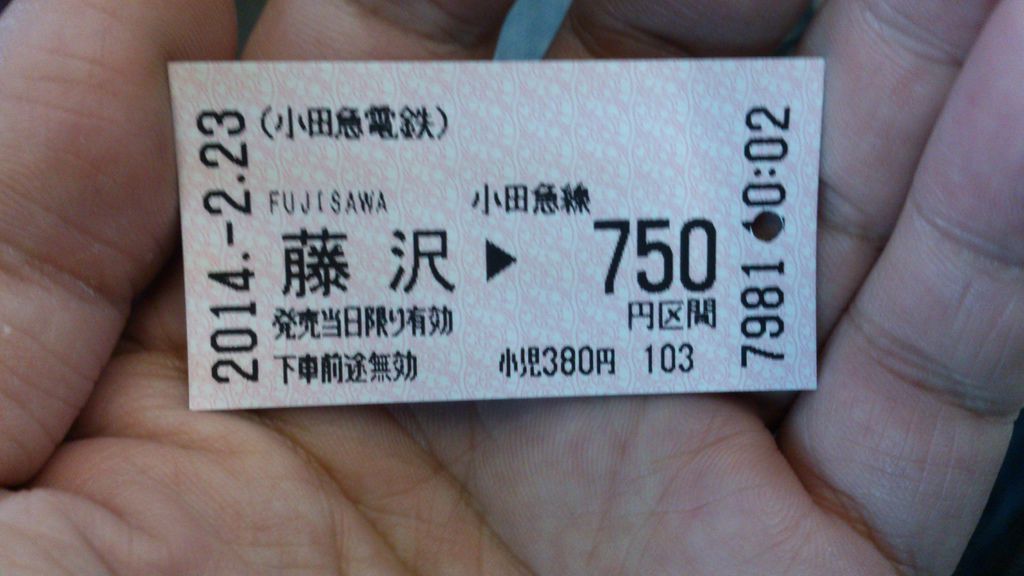 2014.-2.23
(小田急電鉄)
FUJISAWA 小田急線
藤沢 ▶ 750
円区間
発売当日限り有効
下車前途無効 小児380円 103
7981 0:02